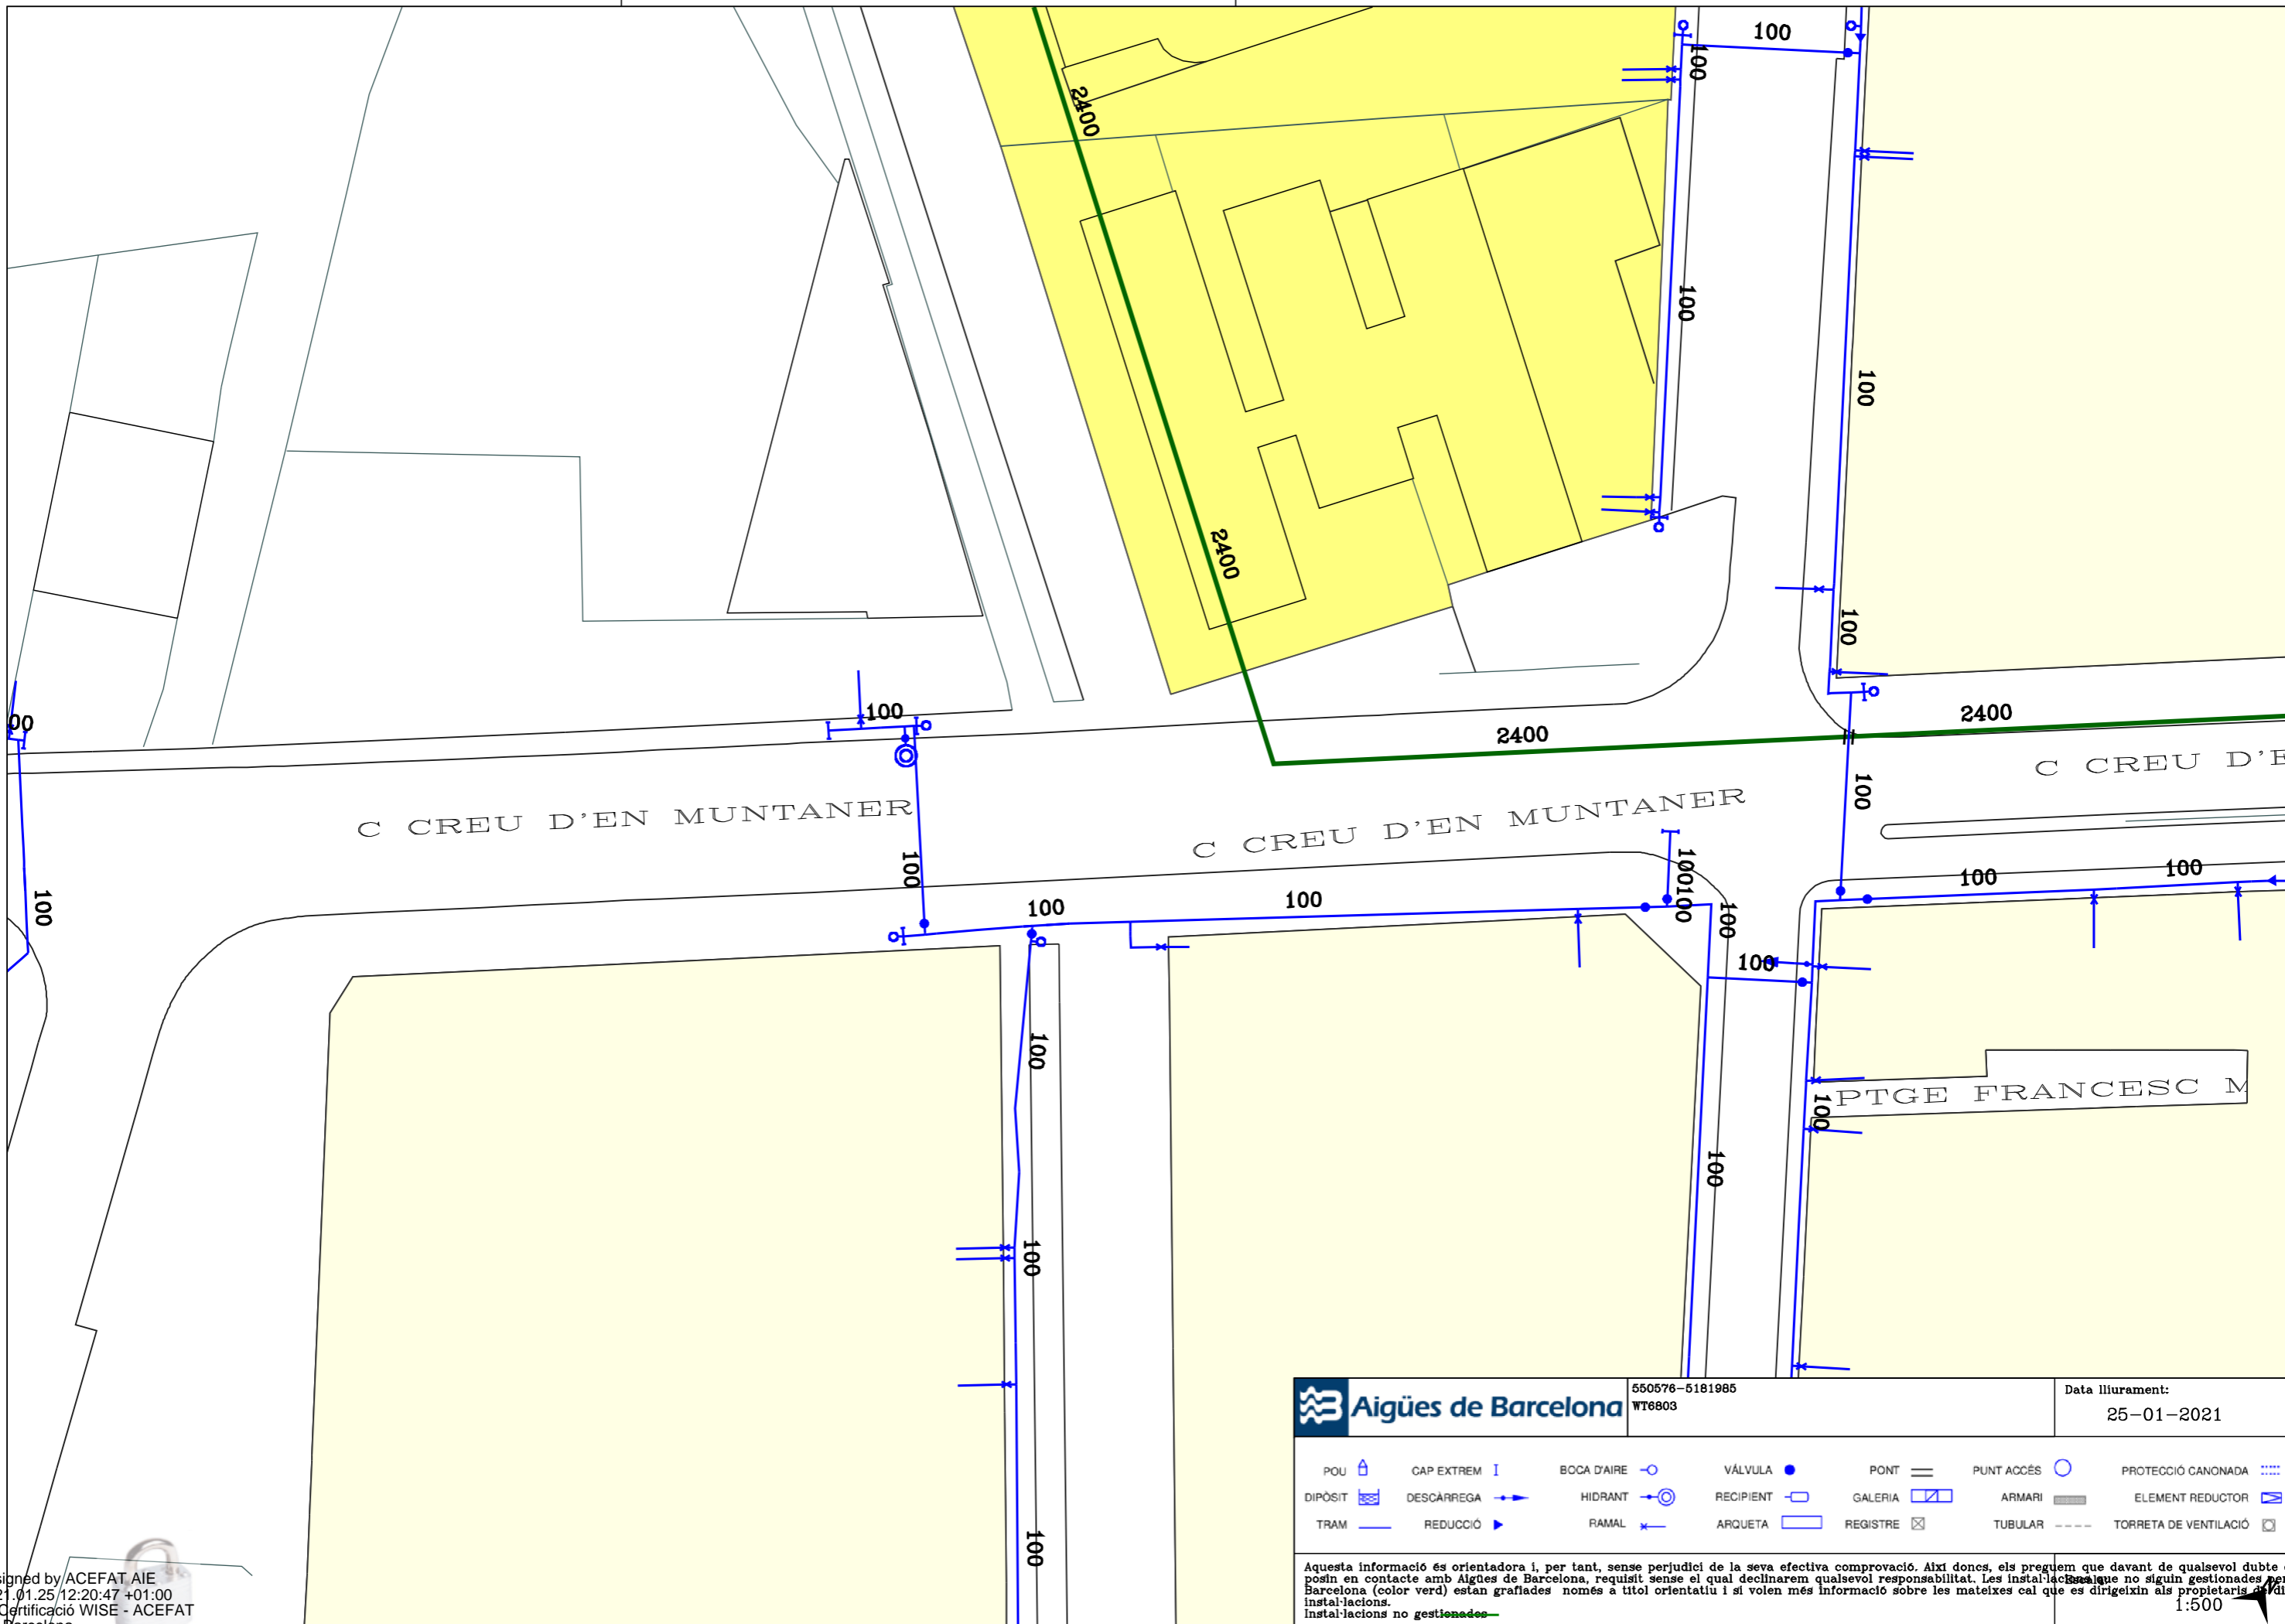 100
100
2400
100
100
100
2400
00
100
2400
2400
C CREU D'E
100
C CREU D'EN MUNTANER
C CREU D'EN MUNTANER
100
100
100
100
100
100
100
100
100
100
100
100
PTGE FRANCESC M
100
100
100
100
Aigües de Barcelona
550576-5181985
WT6803
Data lliurament:
25-01-2021
POU CAP EXTREM BOCA D'AIRE VÁLVULA PONT PUNT ACCÉS PROTECCIÓ CANONADA
DIPÒSIT DESCÀRREGA HIDRANT RECIPIENT GALERIA ARMARI ELEMENT REDUCTOR
TRAM REDUCCIÓ RAMAL ARQUETA REGISTRE TUBULAR TORRETA DE VENTILACIÓ
Aquesta informació és orientadora i, per tant, sense perjudici de la seva efectiva comprovació. Així doncs, els preguem que davant de qualsevol dubte
posin en contacte amb Aigües de Barcelona, requisit sense el qual declinarem qualsevol responsabilitat. Les instal·lacions que no siguin gestionades per
Barcelona (color verd) estan grafiades només a títol orientatiu i si volen més informació sobre les mateixes cal que es dirigeixin als propietaris
instal·lacions.
Instal·lacions no gestionades
1:500
igned by ACEFAT AIE
21.01.25 12:20:47 +01:00
Certificació WISE - ACEFAT
Barcelona